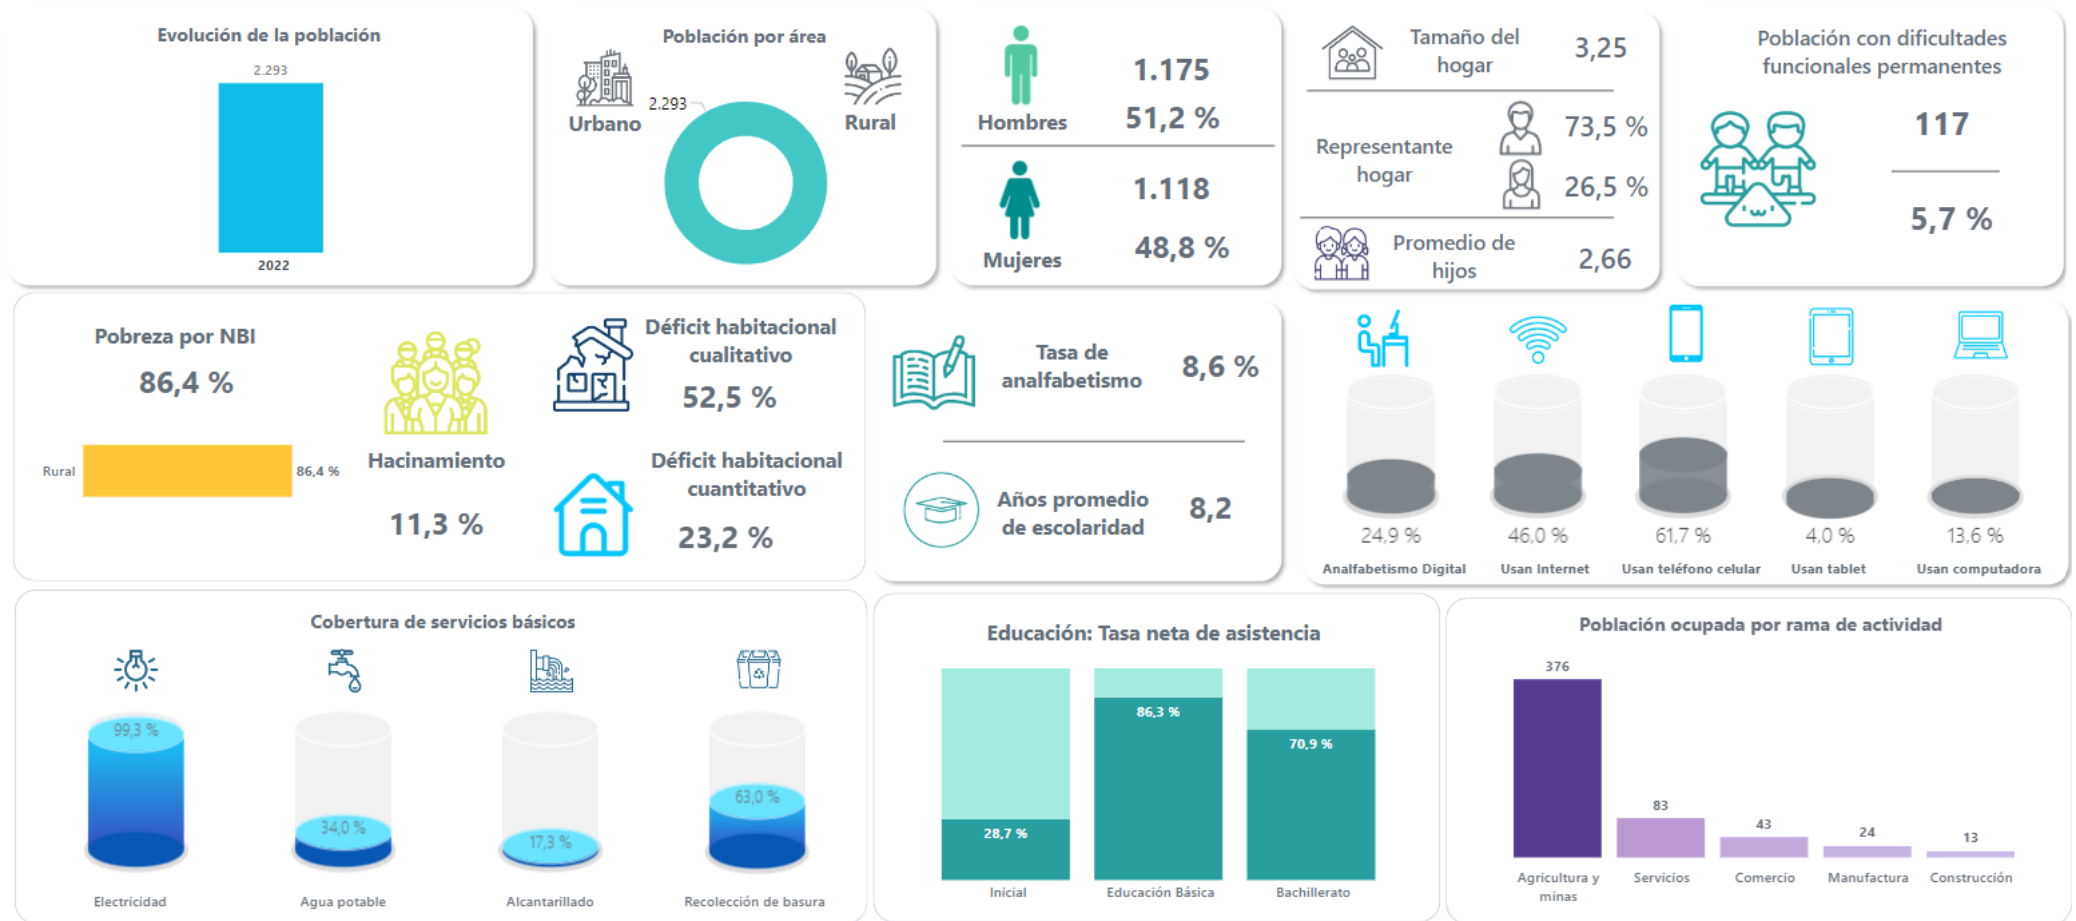 Evolución de la población
2.293
2022
Población por área
Urbano
2.293
Rural
Hombres
1.175
51,2 %
Mujeres
1.118
48,8 %
Tamaño del
hogar
3,25
Representante
hogar
73,5 %
26,5 %
Promedio de
hijos
2,66
Población con dificultades
funcionales permanentes
117
5,7 %
Pobreza por NBI
86,4 %
Rural
86,4 %
Hacinamiento
11,3 %
Déficit habitacional
cualitativo
52,5 %
Déficit habitacional
cuantitativo
23,2 %
Tasa de
analfabetismo
8,6 %
Años promedio
de escolaridad
8,2
24,9 %
46,0 %
61,7 %
4,0 %
13,6 %
Analfabetismo Digital
Usan Internet
Usan teléfono celular
Usan tablet
Usan computadora
Cobertura de servicios básicos
99,3 %
34,0 %
17,3 %
63,0 %
Electricidad
Agua potable
Alcantarillado
Recolección de basura
Educación: Tasa neta de asistencia
28,7 %
86,3 %
70,9 %
Inicial
Educación Básica
Bachillerato
Población ocupada por rama de actividad
376
83
43
24
13
Agricultura y
minas
Servicios
Comercio
Manufactura
Construcción